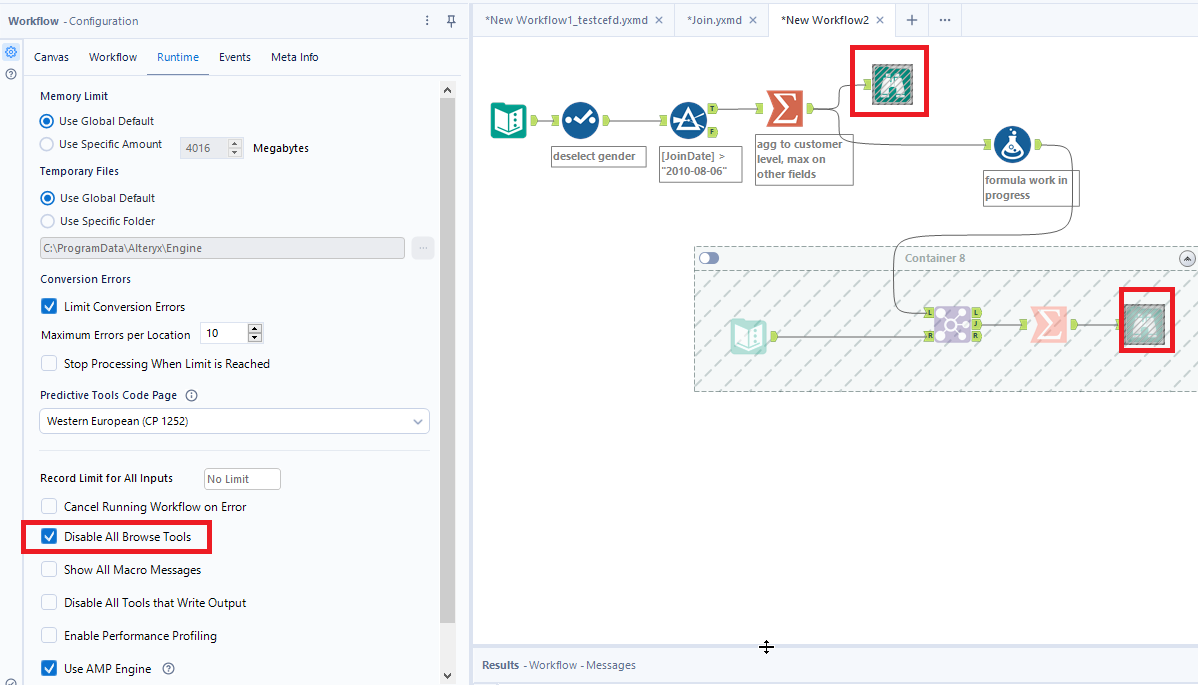 Workflow - Configuration
Canvas
Workflow
Runtime
Events
Meta Info
Memory Limit
Use Global Default
Use Specific Amount
4016
Megabytes
Temporary Files
Use Global Default
Use Specific Folder
C:\ProgramData\Alteryx\Engine
...
Conversion Errors
Limit Conversion Errors
Maximum Errors per Location
10
Stop Processing When Limit is Reached
Predictive Tools Code Page
Western European (CP 1252)
Record Limit for All Inputs
No Limit
Cancel Running Workflow on Error
Disable All Browse Tools
Show All Macro Messages
Disable All Tools that Write Output
Enable Performance Profiling
Use AMP Engine
*New Workflow1_testcefd.yxmd
*Join.yxmd
*New Workflow2
T
F
deselect gender
[JoinDate] >
"2010-08-06"
agg to customer
level, max on
other fields
formula work in
progress
Container 8
L
R
L
J
R
Results - Workflow - Messages